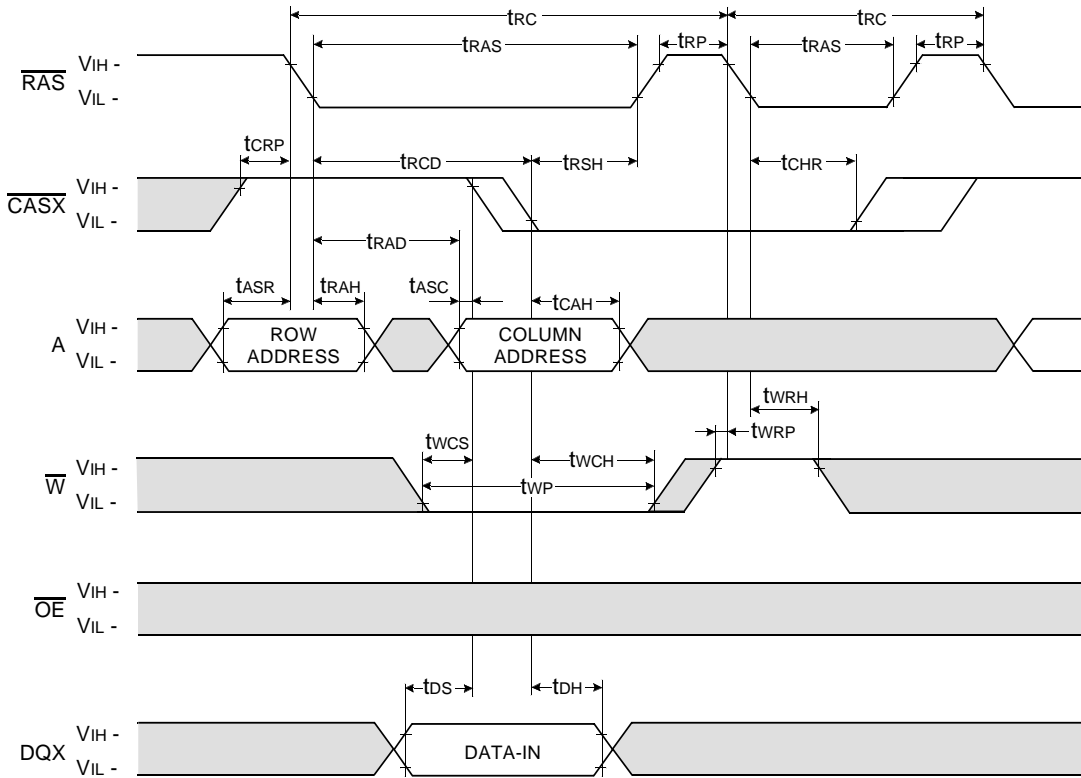 tRC tRC
tRAS tRP tRAS tRP
RAS VIH -
VIL -
tCRP tRCD tRSH tCHR
CASX VIH -
VIL -
tRAD
tASR tRAH tASC tCAH
A VIH -
VIL -
ROW
ADDRESS
COLUMN
ADDRESS
tWRH
tWRP
tWCS tWCH
tWP
W VIH -
VIL -
OE VIH -
VIL -
tDS tDH
DQX VIH -
VIL -
DATA-IN